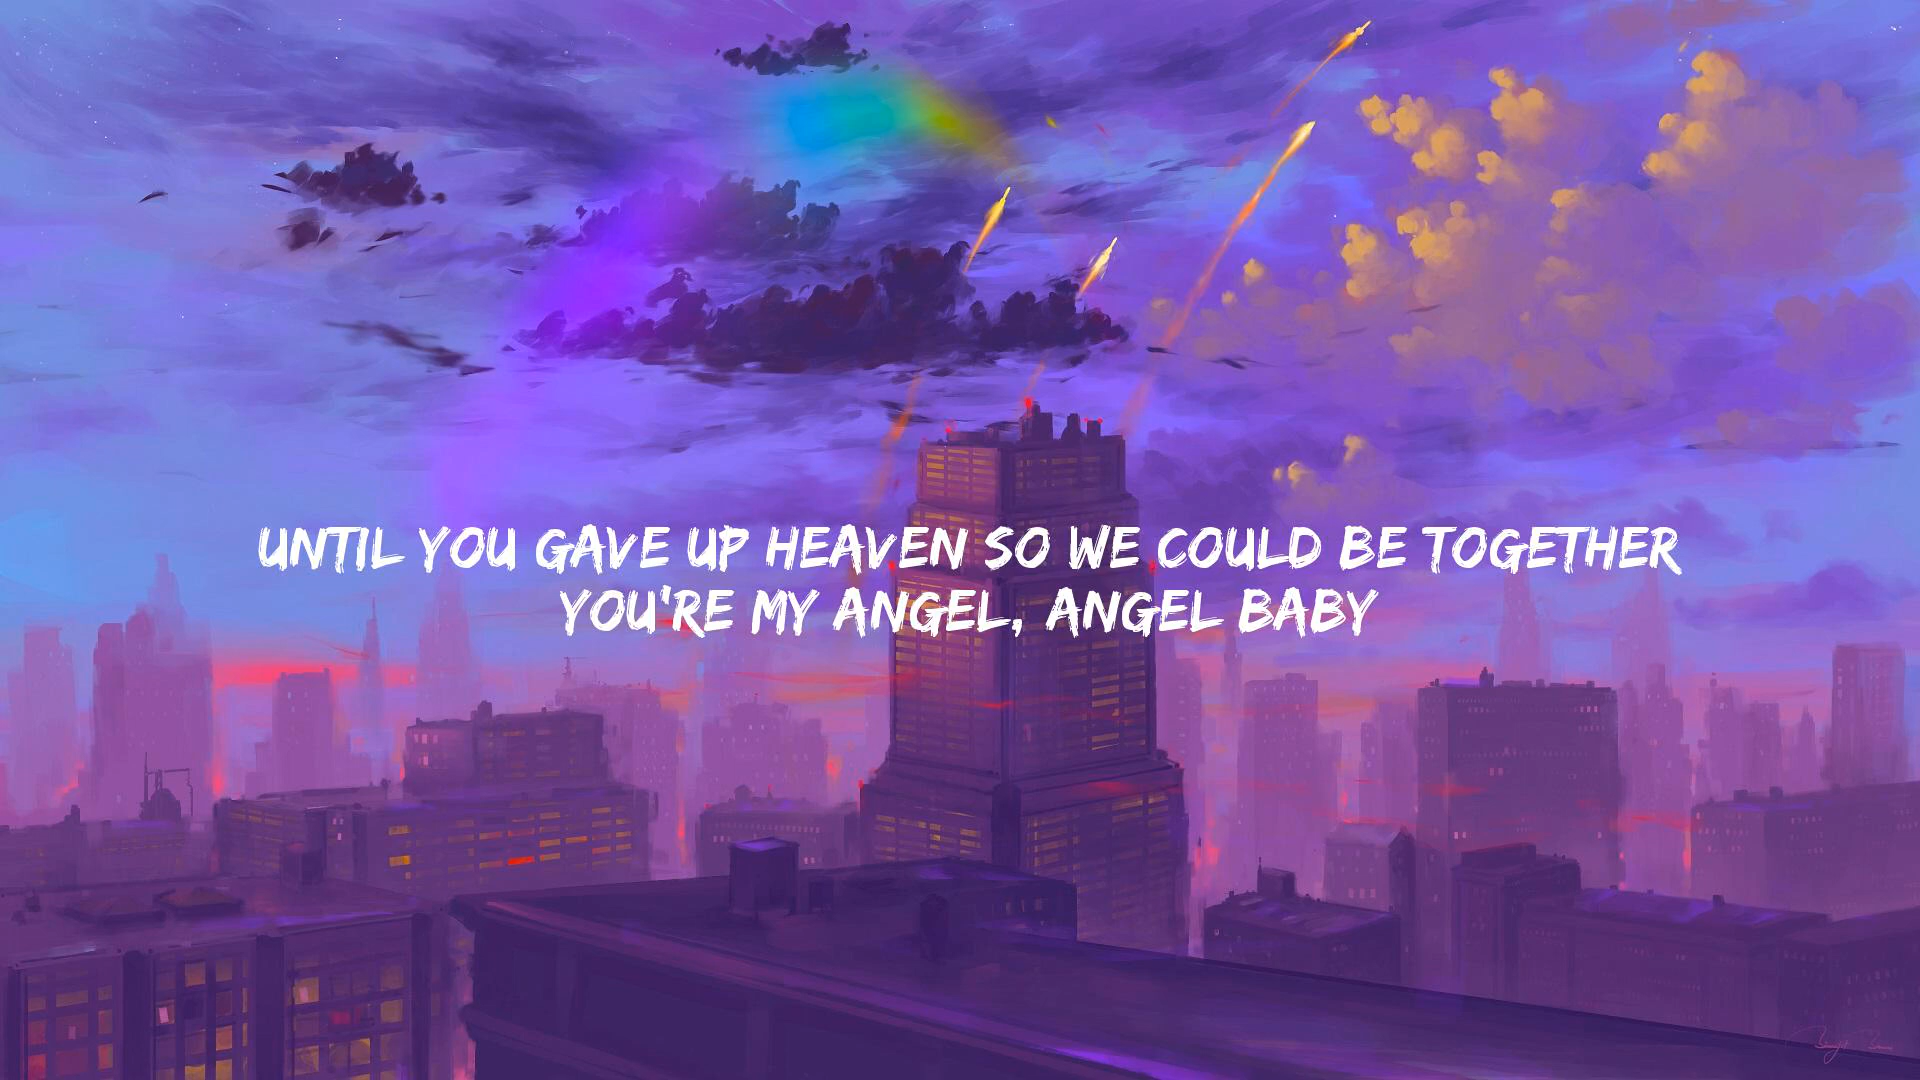 UNTIL YOU GAVE UP HEAVEN SO WE COULD BE TOGETHER
YOU'RE MY ANGEL, ANGEL BABY